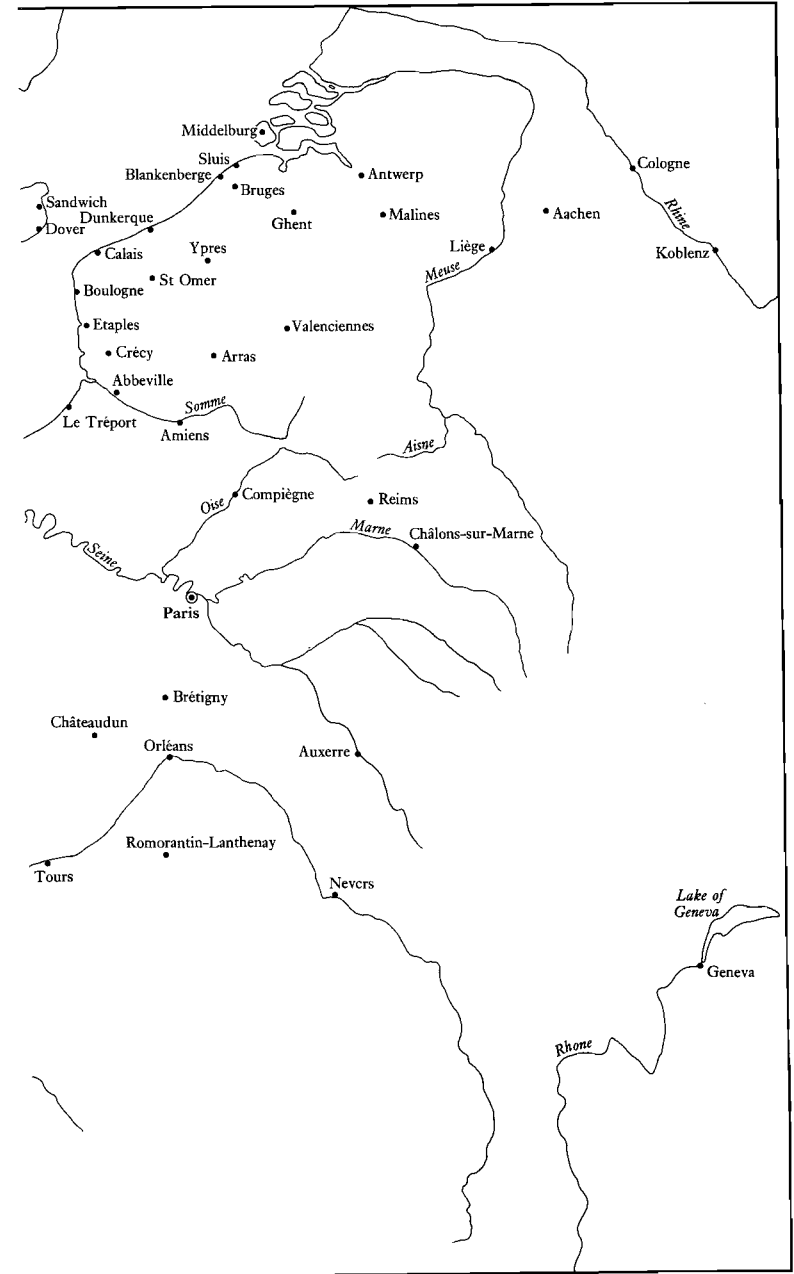 Middelburg
Sluis
Blankenberge
Antwerp
Cologne
Bruges
Sandwich
Dunkerque
Ghent
Malines
Aachen
Rhine
Dover
Ypres
Liège
Koblenz
Calais
Meuse
St Omer
Boulogne
Etaples
Valenciennes
Crécy
Arras
Abbeville
Somme
Le Tréport
Amiens
Aisne
Oise
Compiègne
Reims
Marne
Châlons-sur-Marne
Seine
Paris
Brétigny
Châteaudun
Orléans
Auxerre
Romorantin-Lanthenay
Tours
Nevers
Lake of
Geneva
Geneva
Rhone